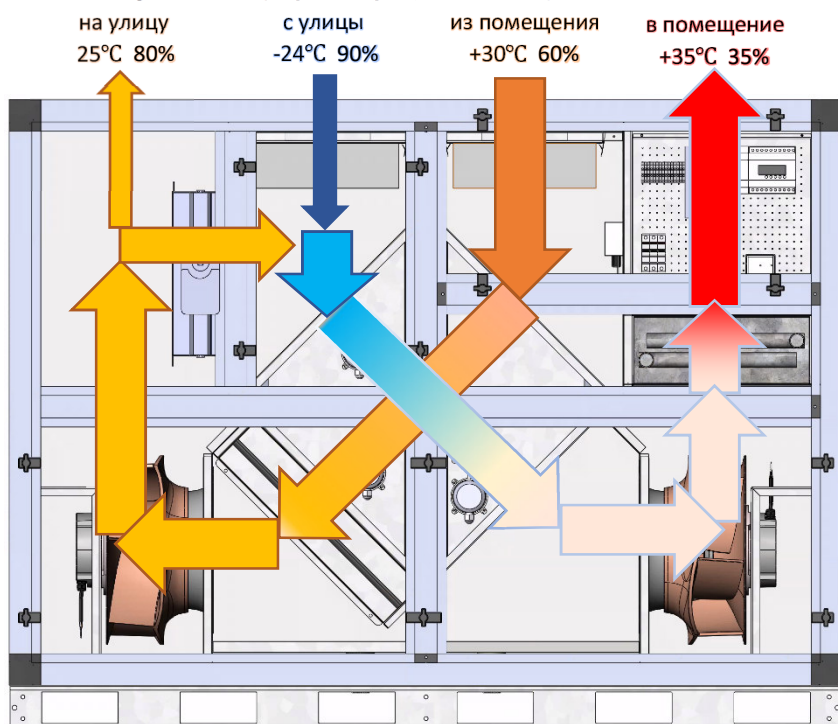 на улицу
25℃ 80%
с улицы
-24℃ 90%
из помещения
+30℃ 60%
в помещение
+35℃ 35%